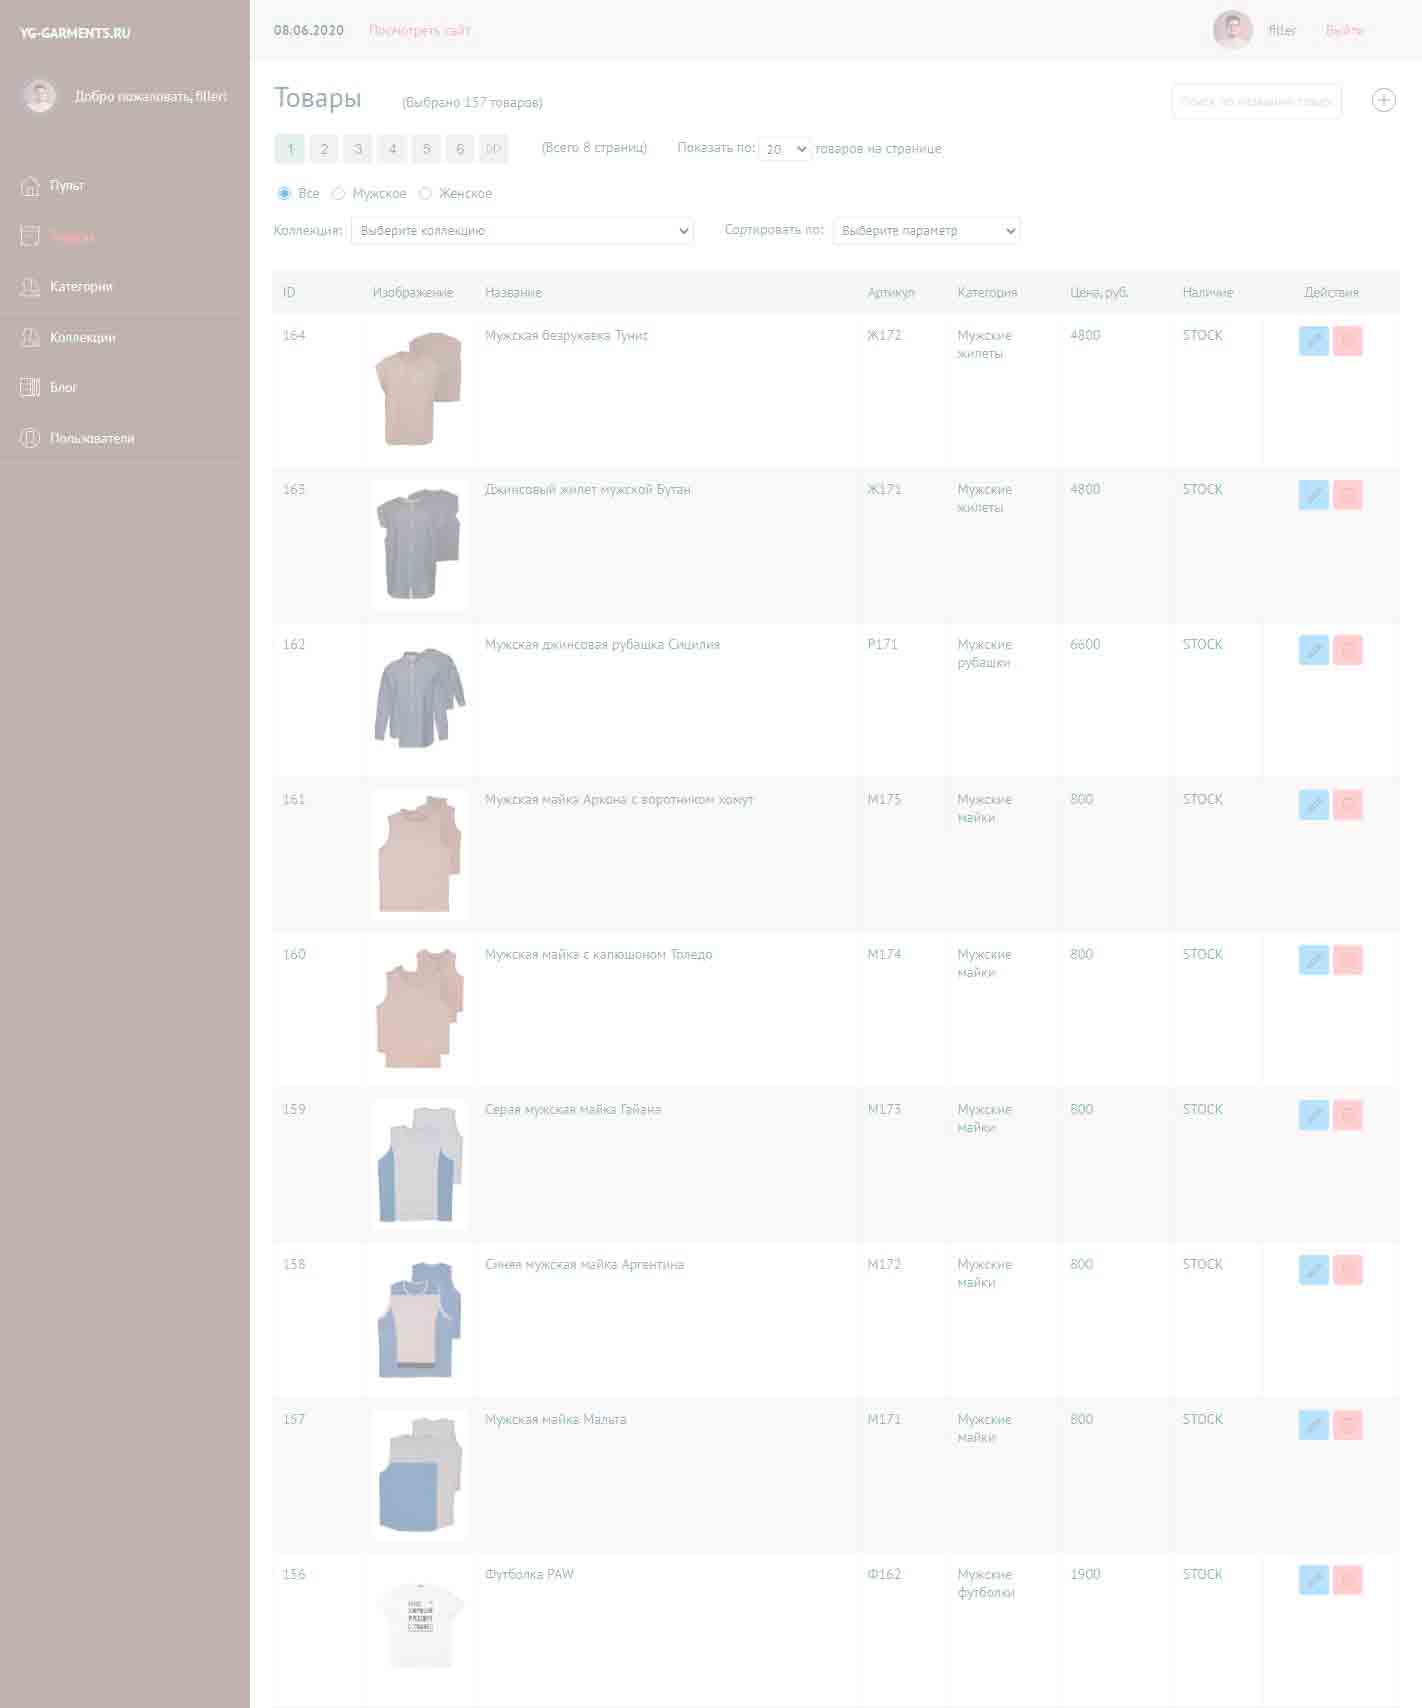 YG-GARMENTS.RU
08.06.2020 Посмотреть сайт
filler Выйти
Добро пожаловать, filler!
Пульт
Товары
Категории
Коллекции
Блог
Пользователи
Товары (Выбрано 157 товаров)
Поиск по названию товара
1 2 3 4 5 6 (Всего 8 страниц) Показать по: 20 товаров на странице
Все Мужское Женское
Коллекция: Выберите коллекцию Сортировать по: Выберите параметр
ID Изображение Название Артикул Категория Цена, руб. Наличие Действия
164 Мужская безрукавка Тунис Ж172 Мужские 4800 STOCK
жилеты
163 Джинсовый жилет мужской Бутан Ж171 Мужские 4800 STOCK
жилеты
162 Мужская джинсовая рубашка Сицилия Р171 Мужские 6600 STOCK
рубашки
161 Мужская майка Аркона с воротником хомут М175 Мужские 800 STOCK
майки
160 Мужская майка с капюшоном Толедо М174 Мужские 800 STOCK
майки
159 Серая мужская майка Гайана М173 Мужские 800 STOCK
майки
158 Синяя мужская майка Аргентина М172 Мужские 800 STOCK
майки
157 Мужская майка Мальта М171 Мужские 800 STOCK
майки
156 Футболка PAW Ф162 Мужские 1900 STOCK
футболки